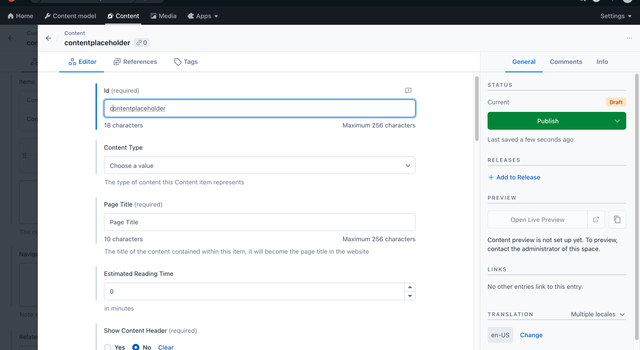 Home
Content model
Content
Media
Apps
Settings
Content
contentplaceholder
0
Editor
References
Tags
General
Comments
Info
Id (required)
contentplaceholder
18 characters
Maximum 256 characters
Content Type
Choose a value
The type of content this Content item represents
Page Title (required)
Page Title
10 characters
Maximum 256 characters
The title of the content contained within this item, it will become the page title in the website
Estimated Reading Time
0
in minutes
Show Content Header (required)
Yes
No
Clear
STATUS
Current
Draft
Publish
Last saved a few seconds ago
RELEASES
+ Add to Release
PREVIEW
Open Live Preview
Content preview is not set up yet. To preview,
contact the administrator of this space.
LINKS
No other entries link to this entry.
TRANSLATION
Multiple locales
en-US
Change